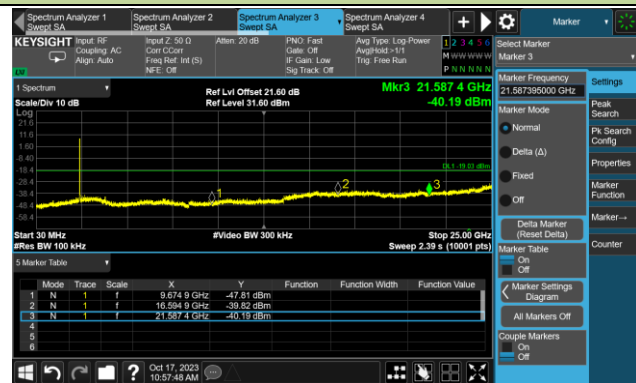 Spectrum Analyzer 1
Swept SA
Spectrum Analyzer 2
Swept SA
Spectrum Analyzer 3
Swept SA
Spectrum Analyzer 4
Swept SA
+
Marker
KEYSIGHT
Input: RF
Coupling: AC
Align: Auto
Input Z: 50 Ω
Corr CCorr
Freq Ref: Int (S)
NFE: Off
Atten: 20 dB
PNO: Fast
Gate: Off
IF Gain: Low
Sig Track: Off
Avg Type: Log-Power
Avg|Hold:>1/1
Trig: Free Run
1 2 3 4 5 6
M W W W W W
P N N N N N
Select Marker
Marker 3
1 Spectrum
Scale/Div 10 dB
Ref Lvl Offset 21.60 dB
Ref Level 31.60 dBm
Mkr3 21.587 4 GHz
-40.19 dBm
Log
21.6
11.6
1.60
-8.40
-18.4
-28.4
-38.4
-48.4
-58.4
DL1 -19.03 dBm
1
2
3
Start 30 MHz
#Res BW 100 kHz
#Video BW 300 kHz
Stop 25.00 GHz
Sweep 2.39 s (10001 pts)
5 Marker Table
Mode Trace Scale X Y Function Function Width Function Value
1 N 1 f 9.674 9 GHz -47.81 dBm
2 N 1 f 16.594 9 GHz -39.82 dBm
3 N 1 f 21.587 4 GHz -40.19 dBm
4
5
6
Marker Frequency
21.587395000 GHz
Marker Mode
Normal
Delta (Δ)
Fixed
Off
Delta Marker
(Reset Delta)
Marker Table
On
Off
Marker Settings
Diagram
All Markers Off
Couple Markers
On
Off
Settings
Peak
Search
Pk Search
Config
Properties
Marker
Function
Marker→
Counter
?
Oct 17, 2023
10:57:48 AM